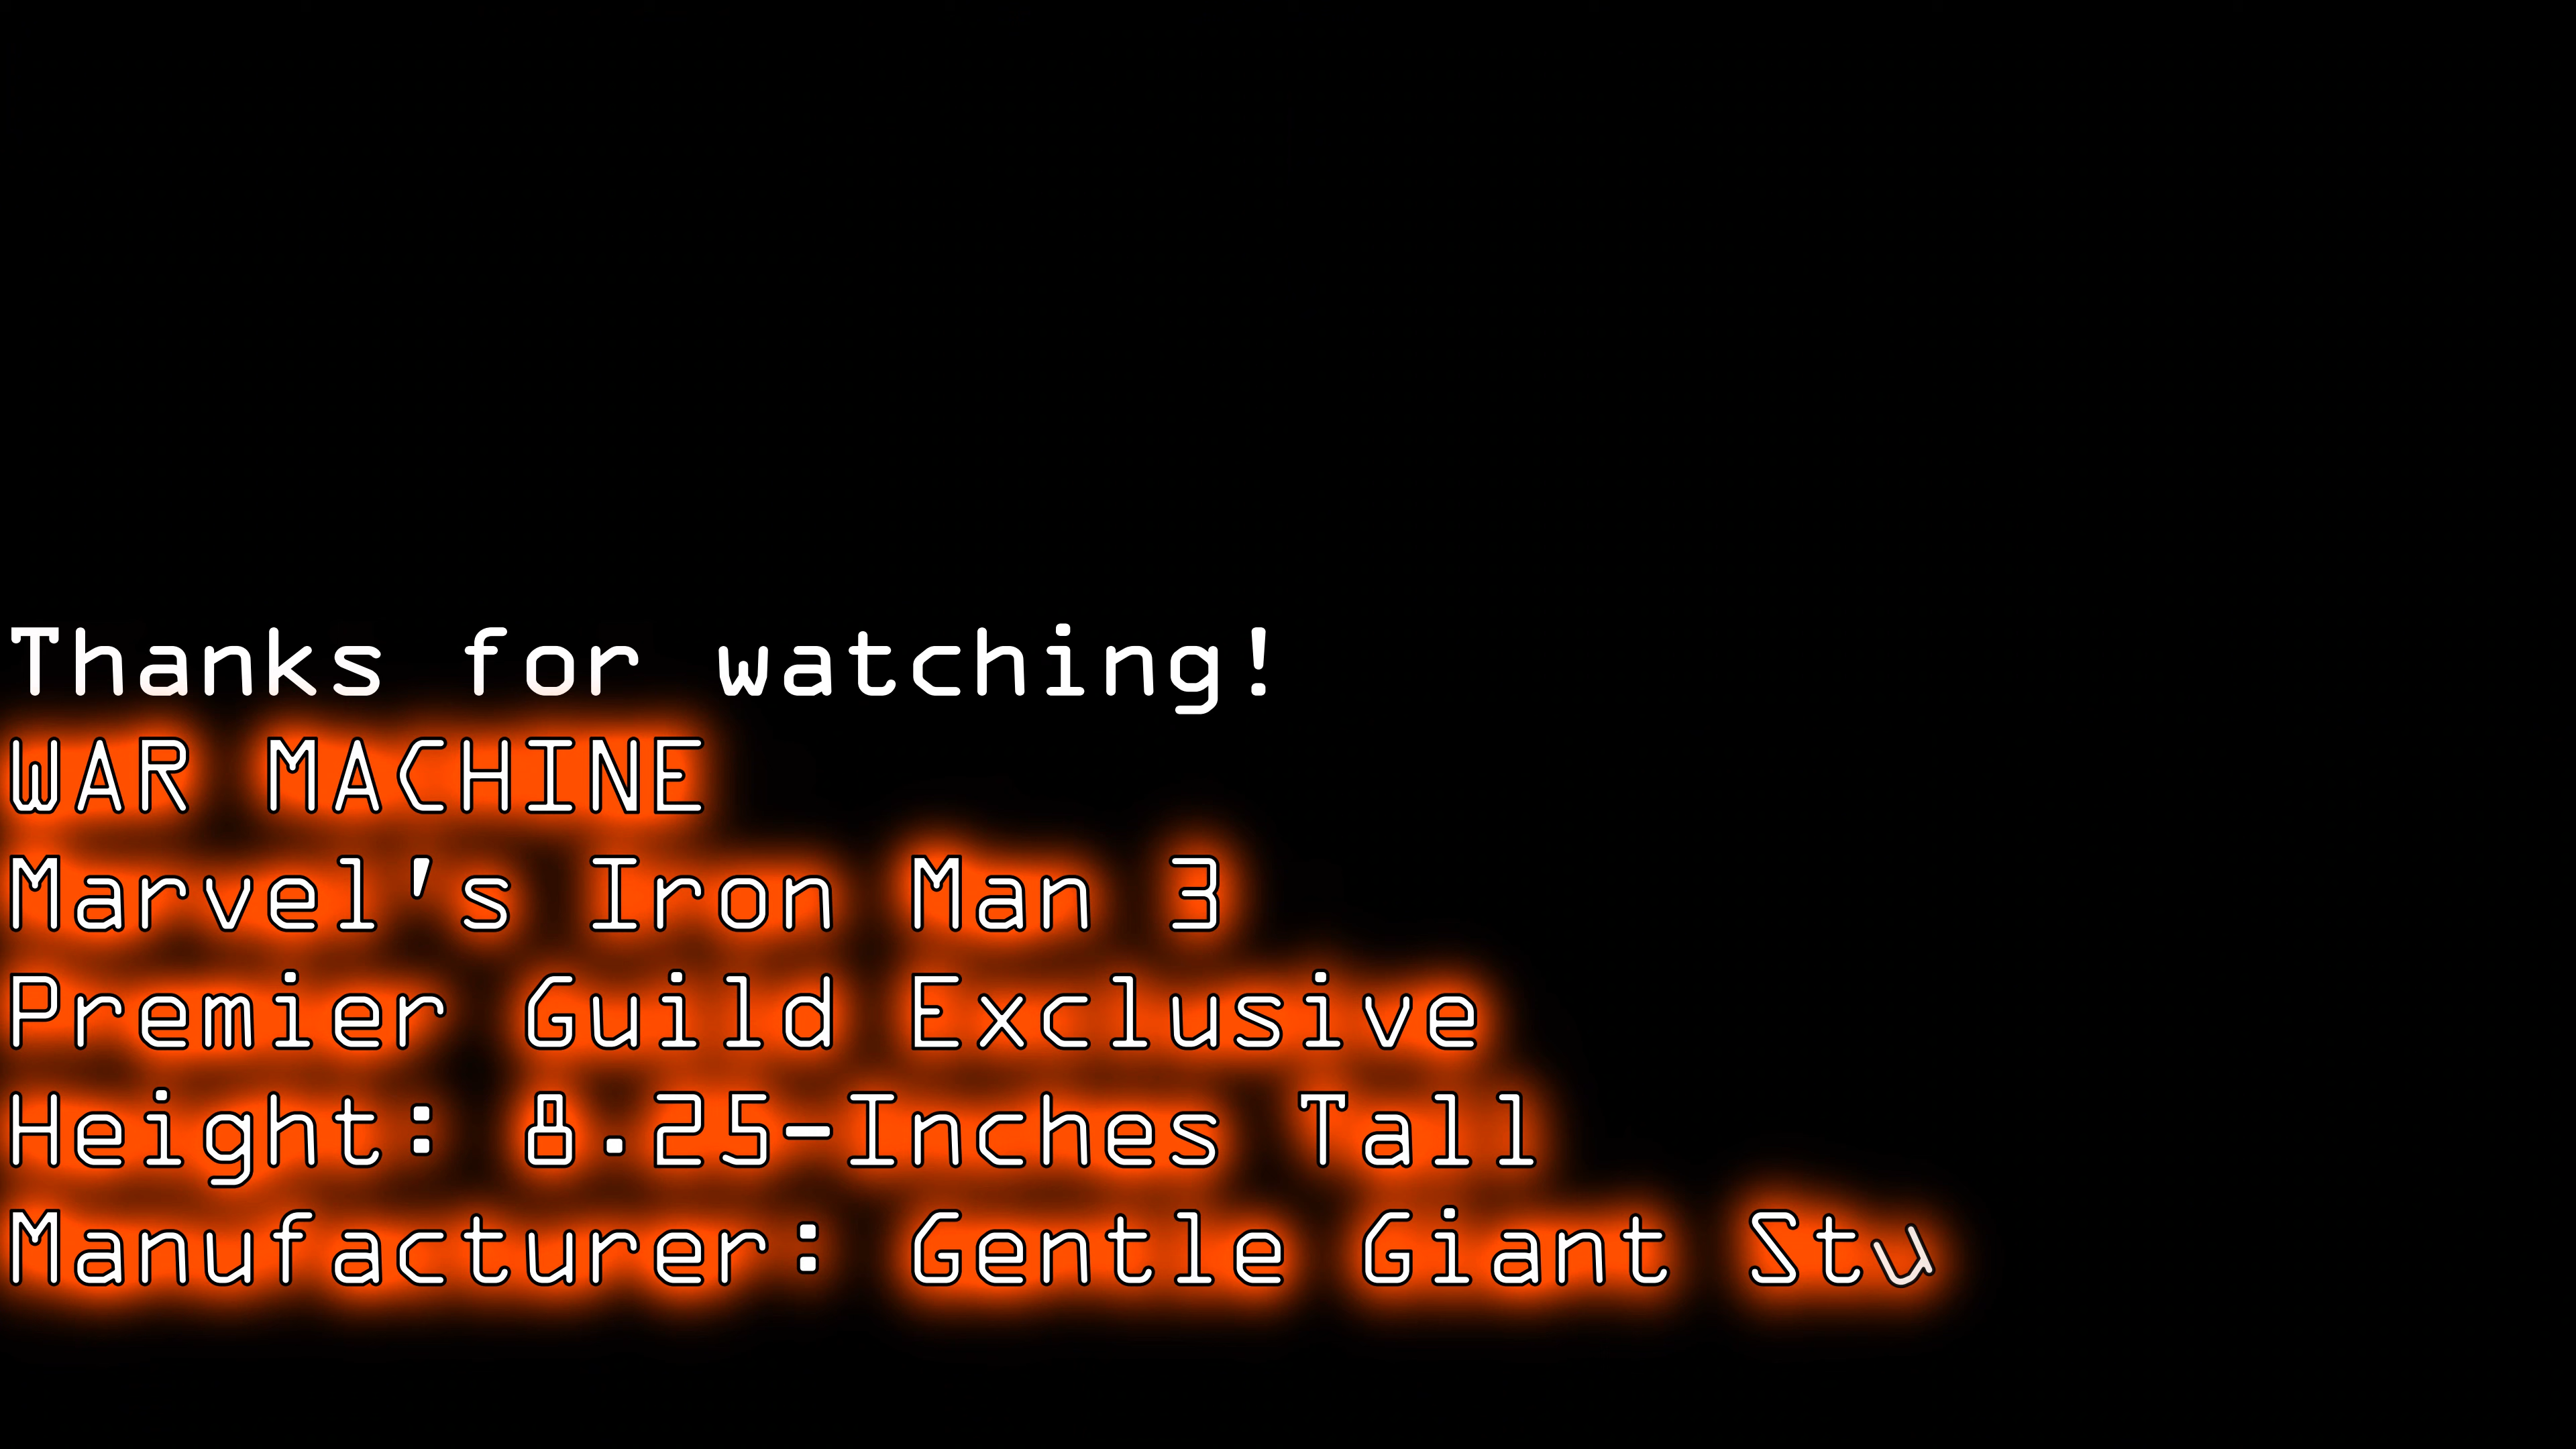 Thanks for watching!
WAR MACHINE
Marvel's Iron Man 3
Premier Guild Exclusive
Height: 8.25-Inches Tall
Manufacturer: Gentle Giant Stu